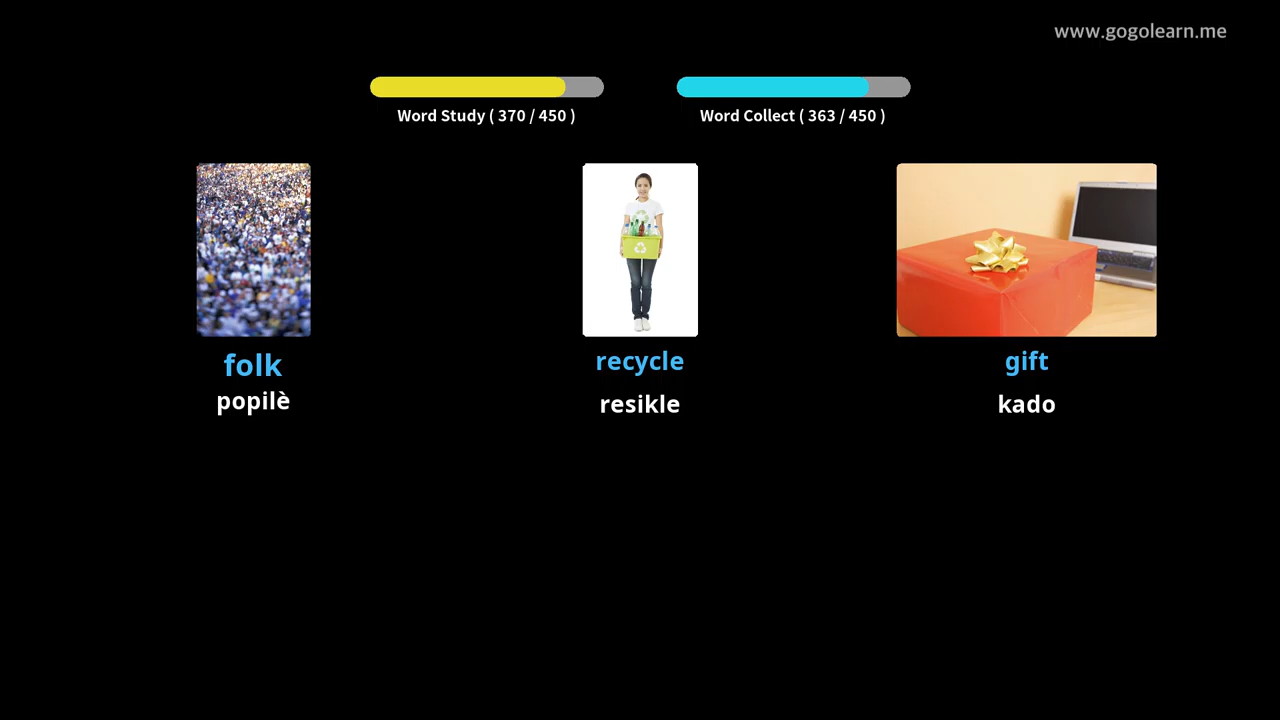 www.gogolearn.me
Word Study ( 370 / 450 )
Word Collect ( 363 / 450 )
folk
popilè
recycle
resikle
gift
kado